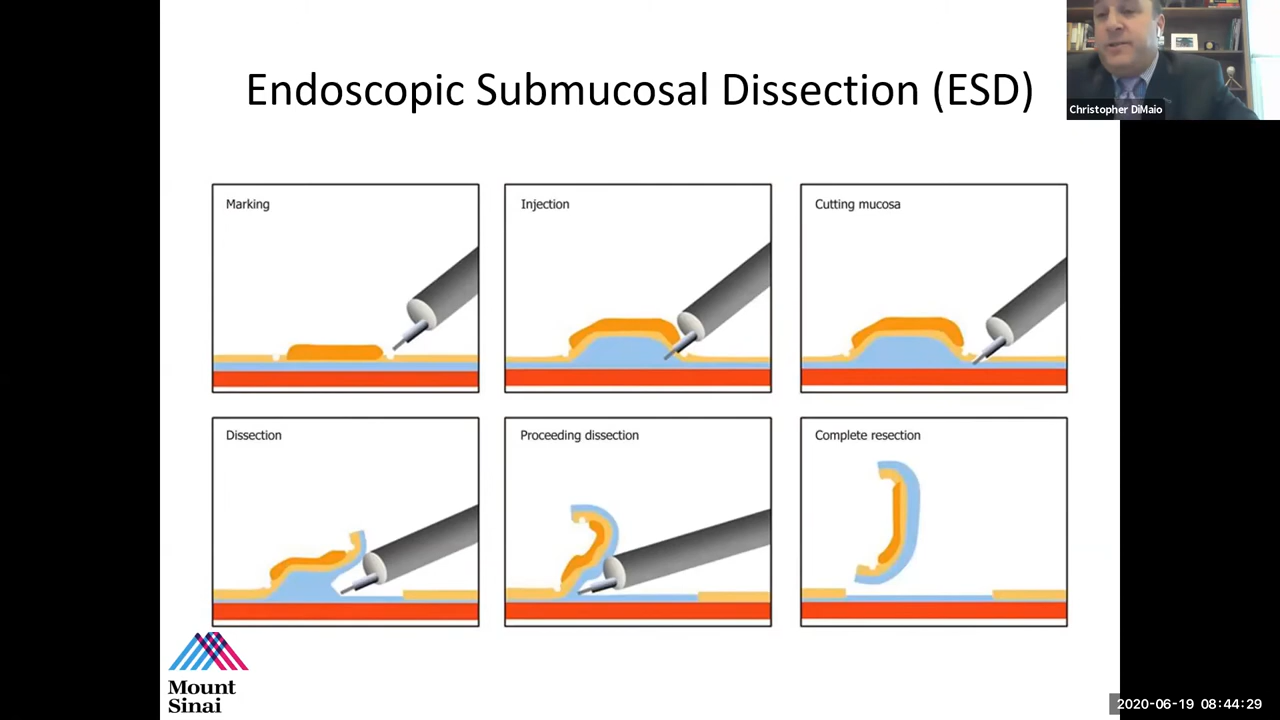 Endoscopic Submucosal Dissection (ESD)
Christopher DiMaio
Marking
Injection
Cutting mucosa
Dissection
Proceeding dissection
Complete resection
Mount
Sinai
2020-06-19 08:44:29